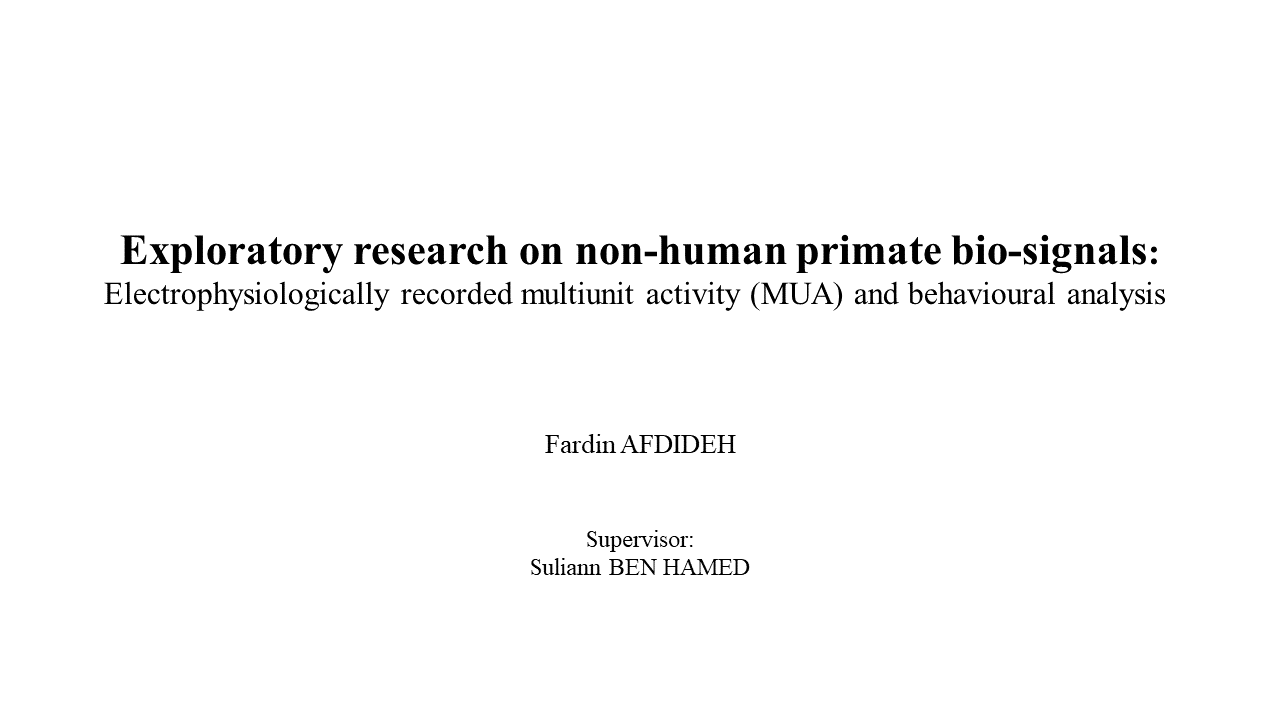 Exploratory research on non-human primate bio-signals:
Electrophysiologically recorded multiunit activity (MUA) and behavioural analysis
Fardin AFDIDEH
Supervisor:
Suliann BEN HAMED